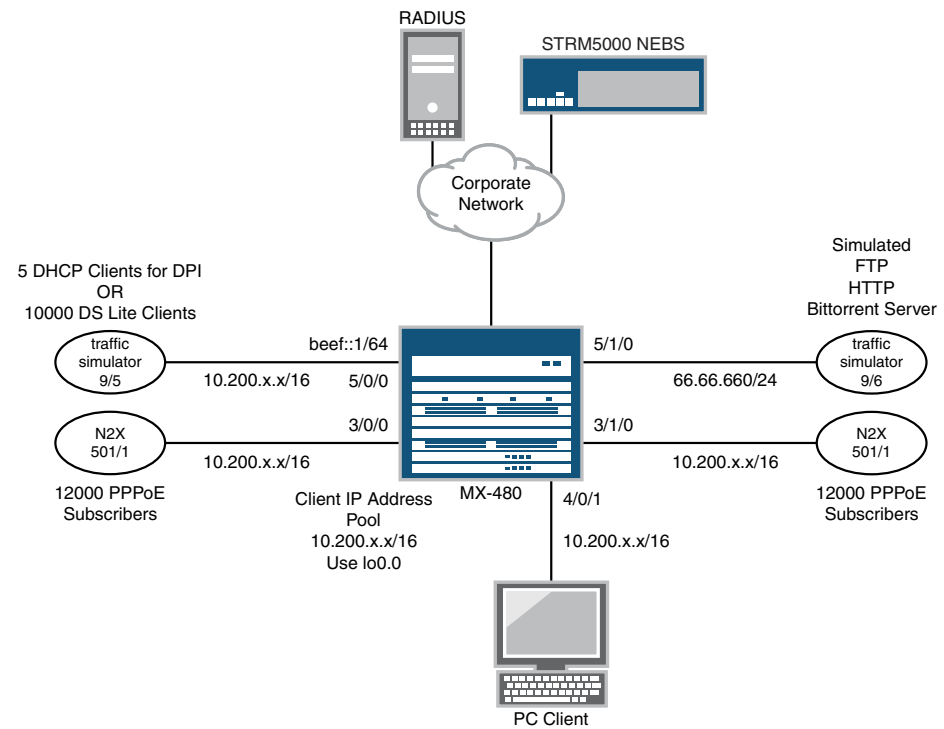 RADIUS
STRM5000 NEBS
Corporate
Network
5 DHCP Clients for DPI
OR
10000 DS Lite Clients
Simulated
FTP
HTTP
Bittorrent Server
traffic
simulator
9/5
beef::1/64
10.200.x.x/16
5/0/0
5/1/0
66.66.660/24
traffic
simulator
9/6
N2X
501/1
3/0/0
10.200.x.x/16
3/1/0
10.200.x.x/16
N2X
501/1
12000 PPPoE
Subscribers
Client IP Address
Pool
10.200.x.x/16
Use lo0.0
MX-480
4/0/1
10.200.x.x/16
12000 PPPoE
Subscribers
PC Client